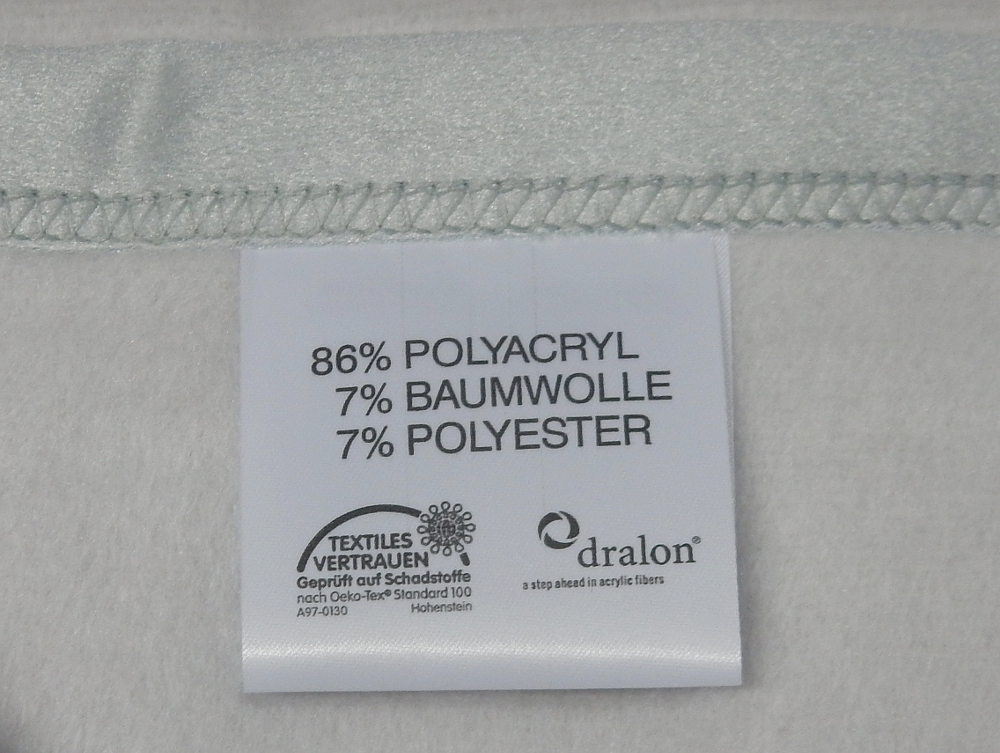 86% POLYACRYL
7% BAUMWOLLE
7% POLYESTER
TEXTILES
VERTRAUEN
Geprüft auf Schadstoffe
nach Oeko-Tex® Standard 100
A97-0130 Hohenstein
dralon®
a step ahead in acrylic fibers